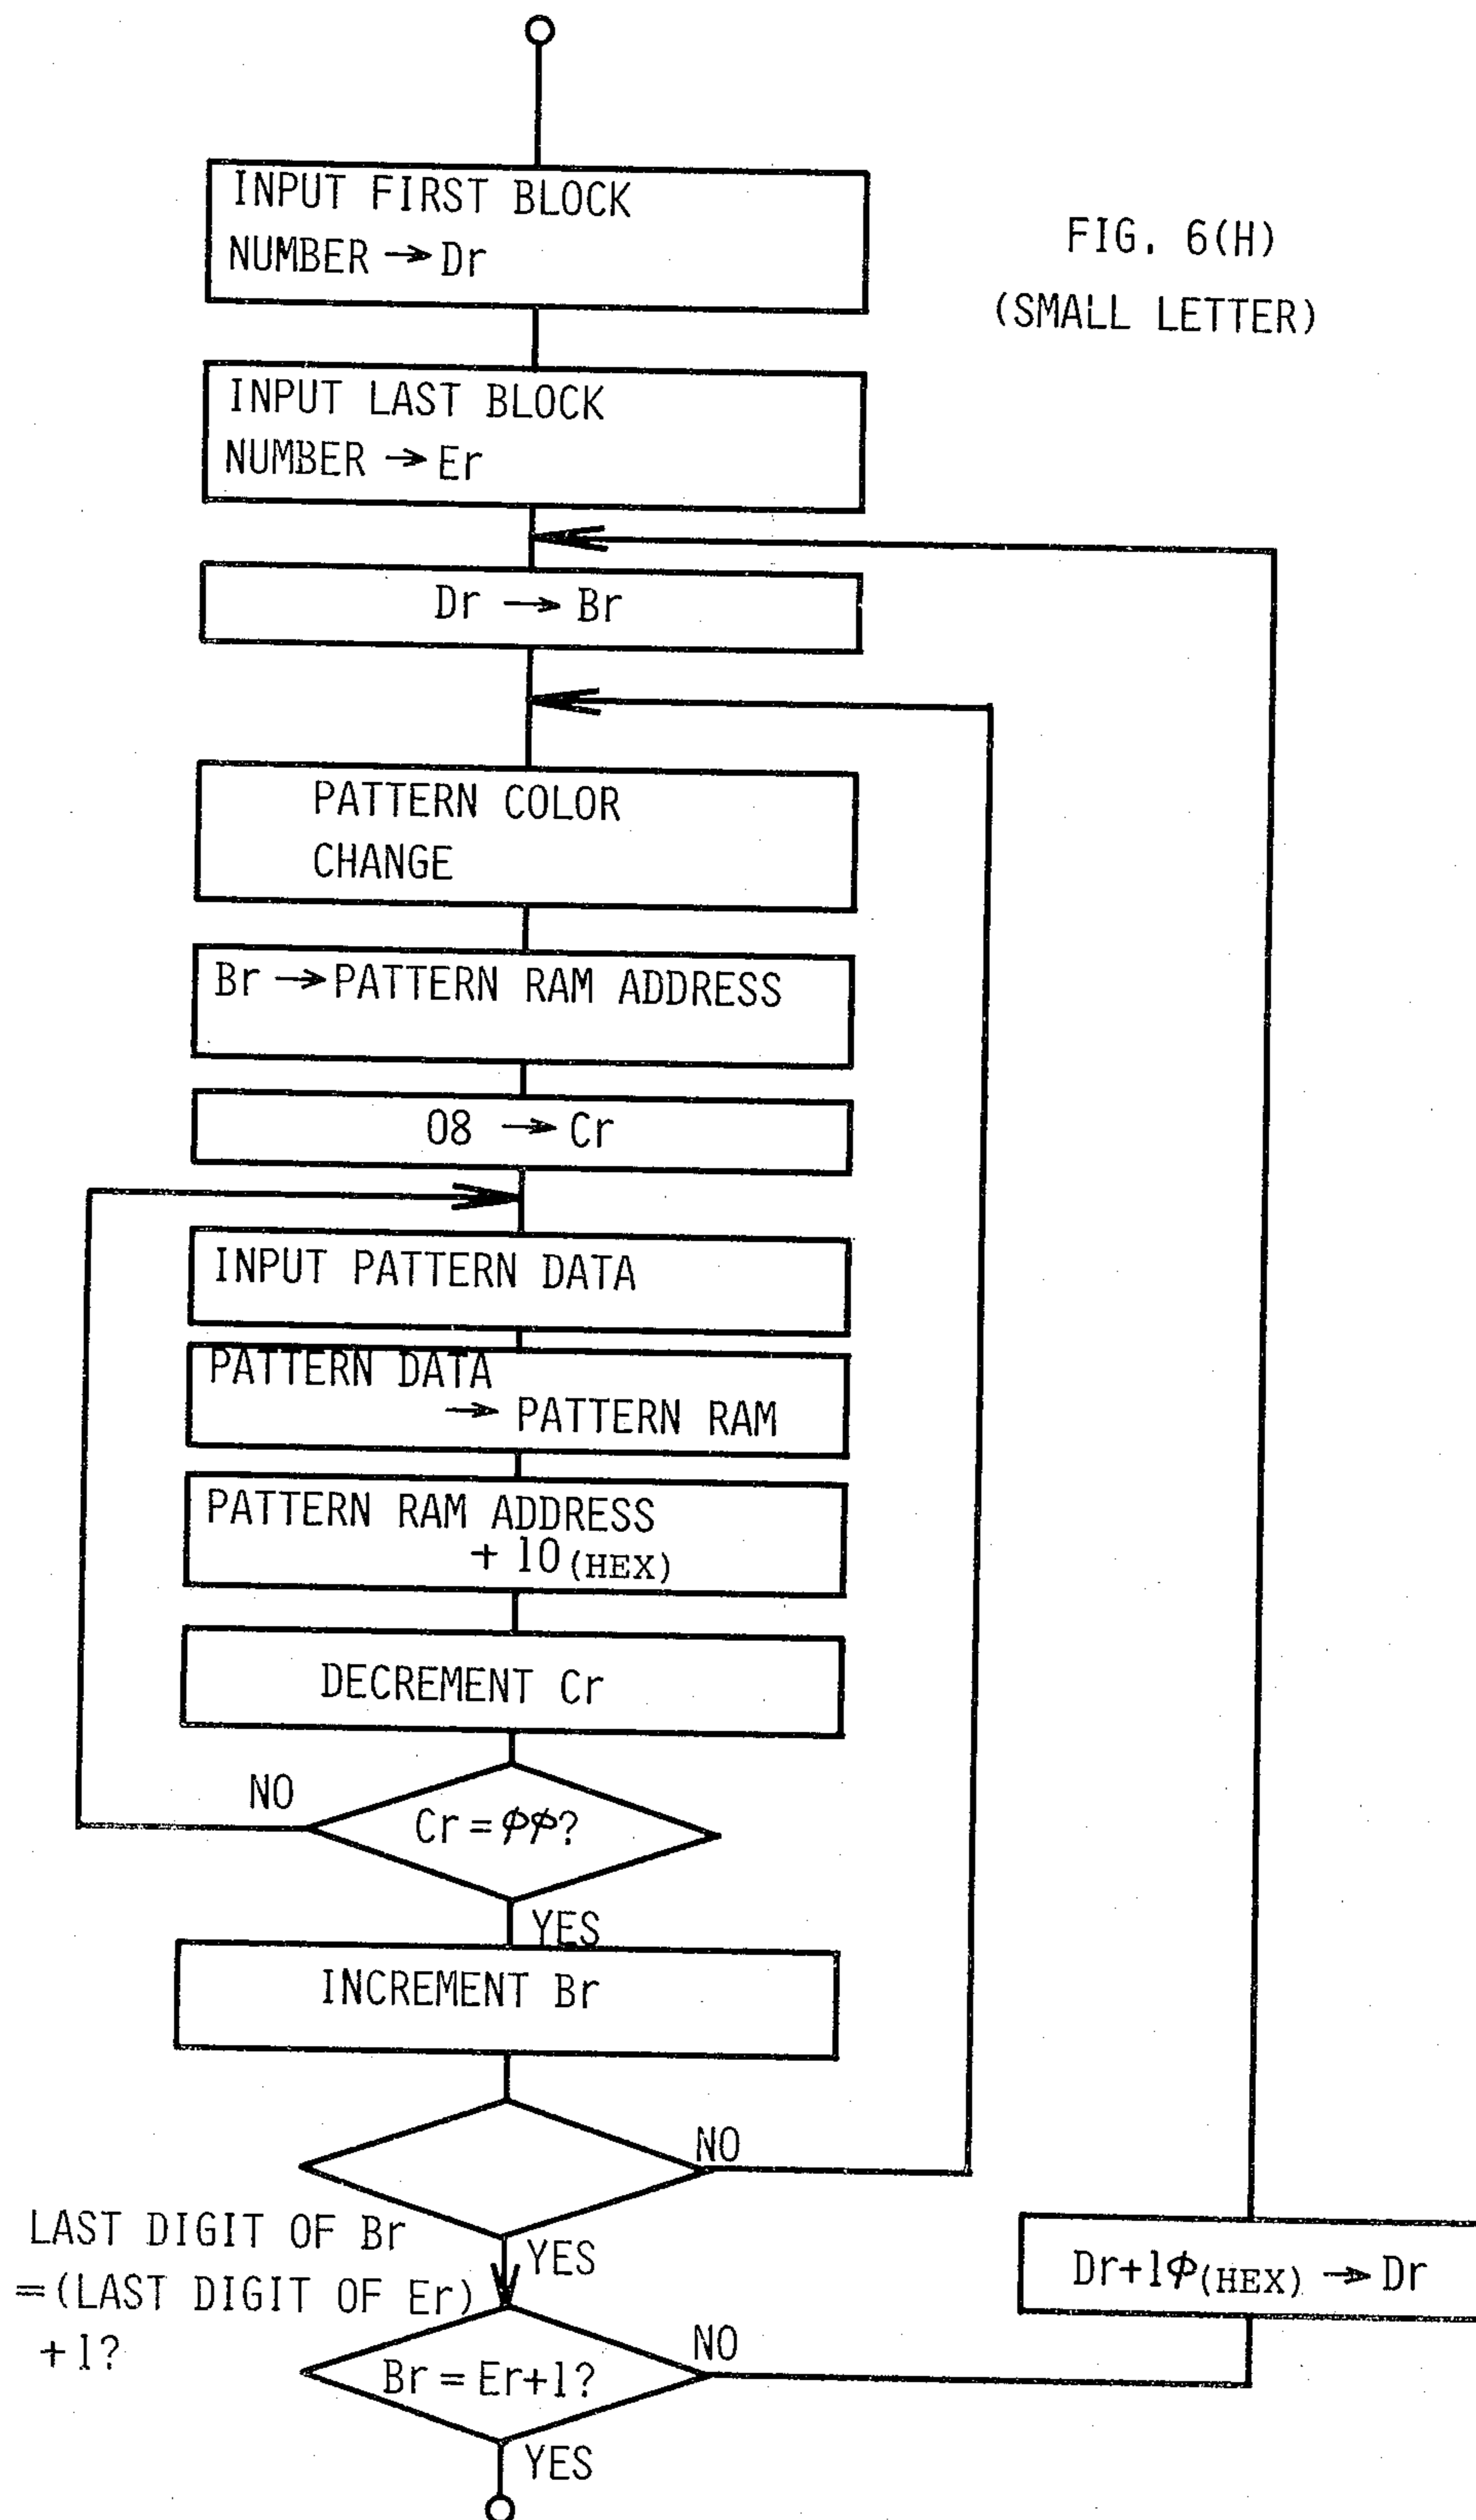 INPUT FIRST BLOCK
NUMBER → Dr
FIG. 6(H)
(SMALL LETTER)
INPUT LAST BLOCK
NUMBER → Er
Dr → Br
PATTERN COLOR
CHANGE
Br → PATTERN RAM ADDRESS
08 → Cr
INPUT PATTERN DATA
PATTERN DATA
→ PATTERN RAM
PATTERN RAM ADDRESS
+ 10 (HEX)
DECREMENT Cr
NO
Cr = φφ?
YES
INCREMENT Br
NO
LAST DIGIT OF Br
=(LAST DIGIT OF Er)
+1?
YES
Dr+1φ(HEX) → Dr
NO
Br = Er+1?
YES